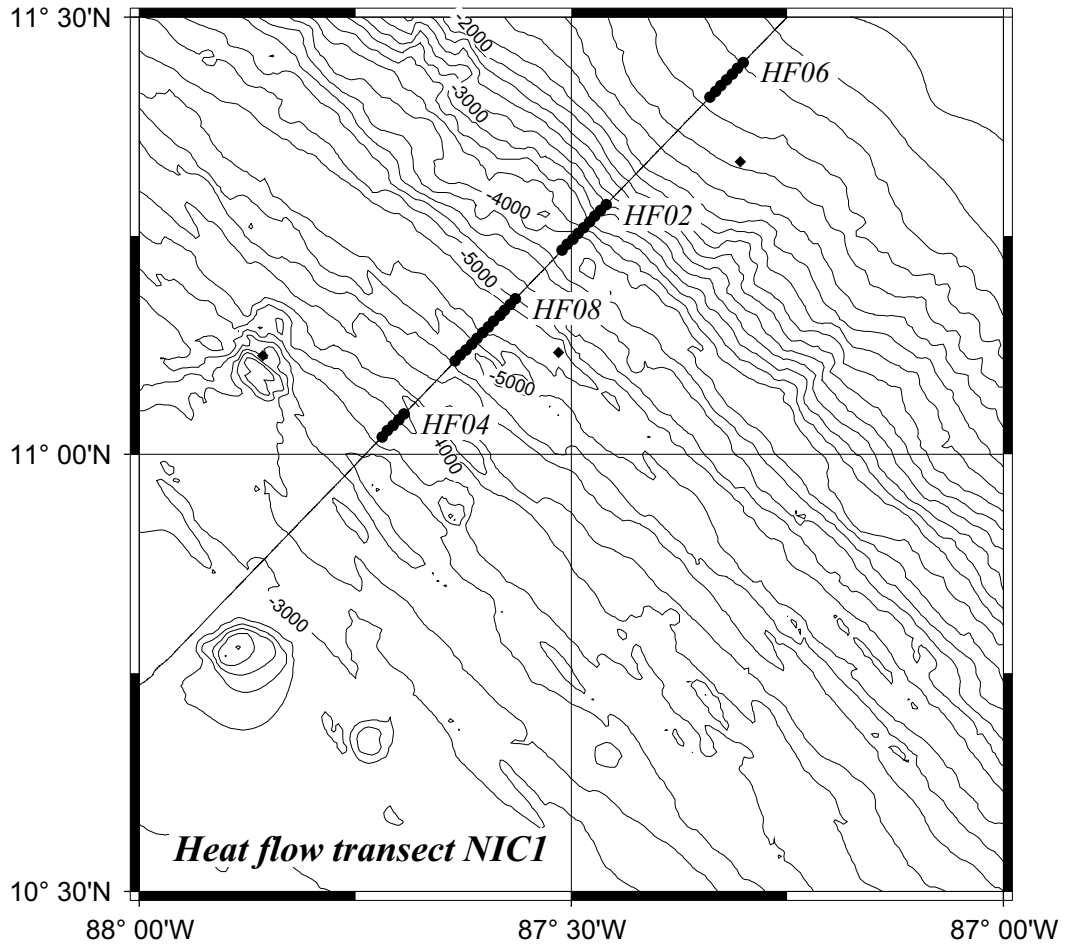 11° 30'N
-2000
HF06
-3000
-4000
HF02
-5000
HF08
-5000
HF04
-4000
11° 00'N
-3000
Heat flow transect NIC1
10° 30'N
88° 00'W
87° 30'W
87° 00'W